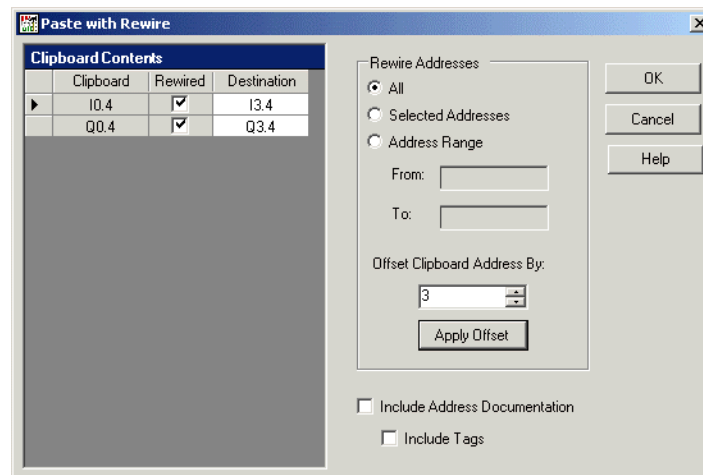 Paste with Rewire
Clipboard Contents
Clipboard Rewired Destination
I0.4 I3.4
Q0.4 Q3.4
Rewire Addresses
All
Selected Addresses
Address Range
From:
To:
Offset Clipboard Address By:
3
Apply Offset
Include Address Documentation
Include Tags
OK
Cancel
Help